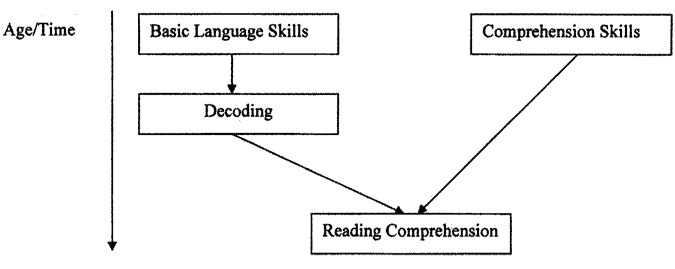 Age/Time
Basic Language Skills
Comprehension Skills
Decoding
Reading Comprehension